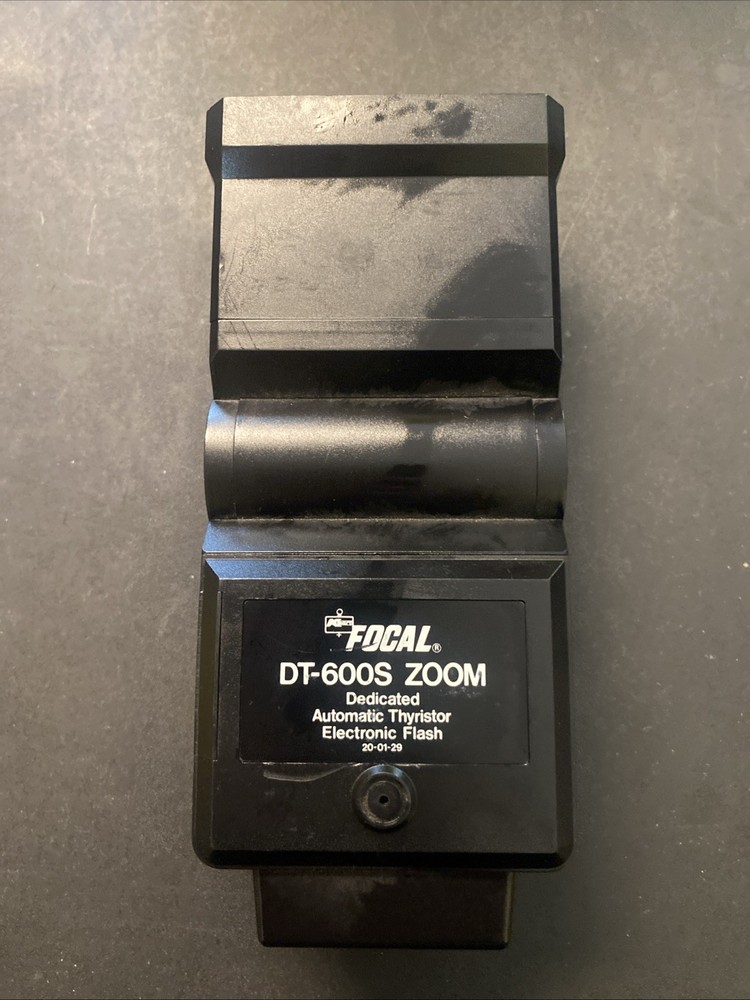 FOCAL®
DT-600S ZOOM
Dedicated
Automatic Thyristor
Electronic Flash
20-01-29